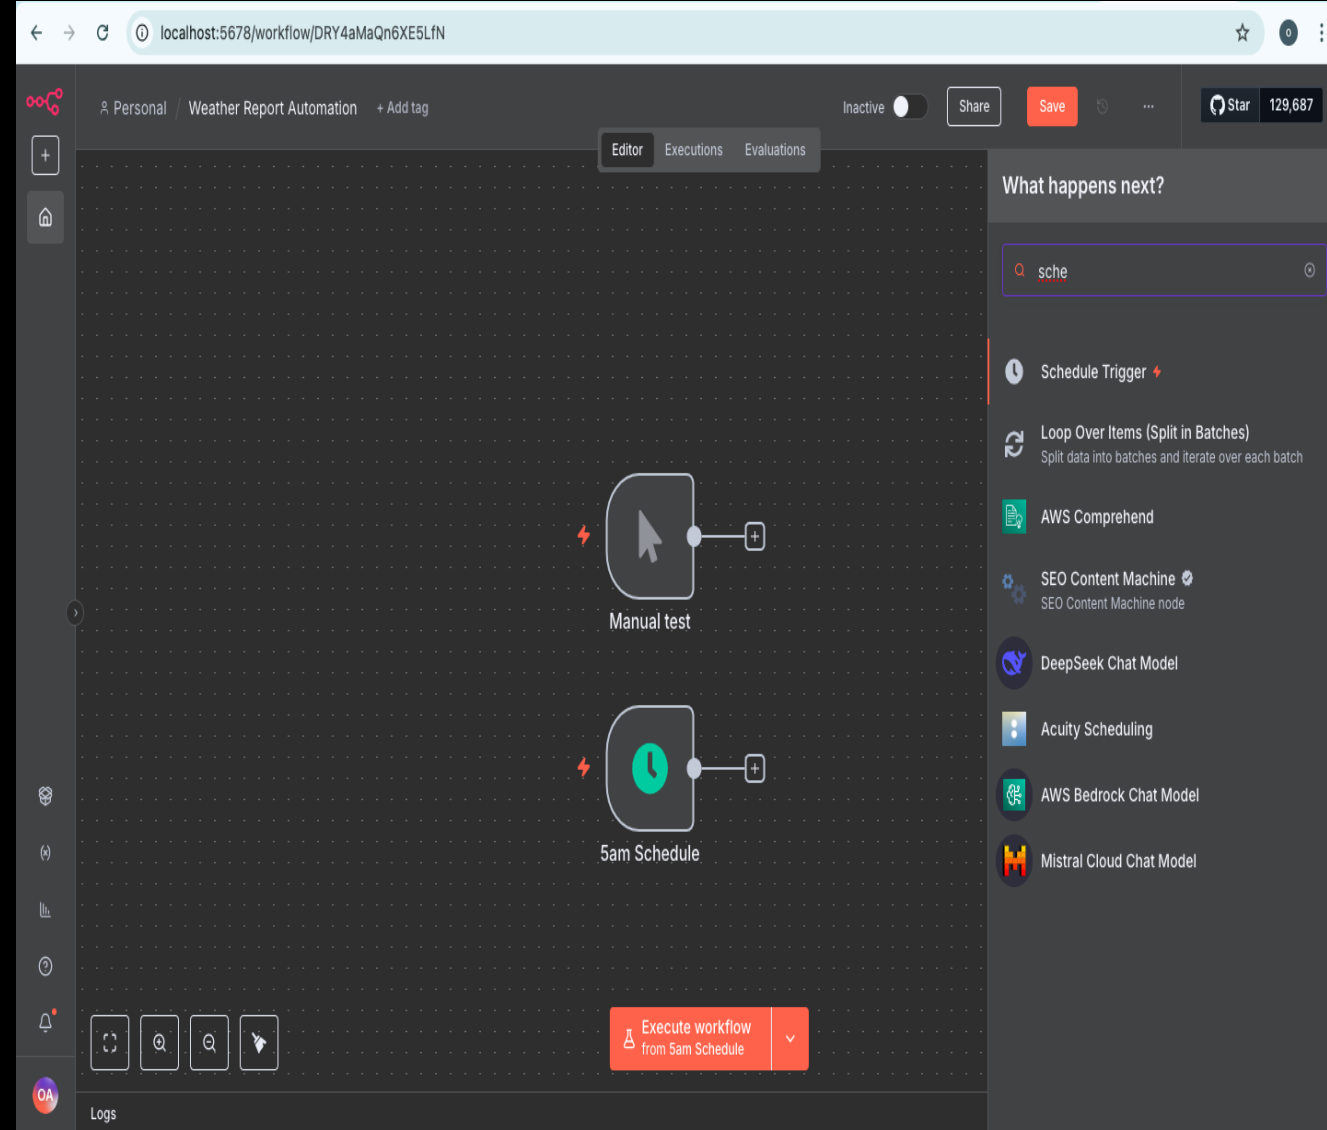 localhost:5678/workflow/DRY4aMaQn6XE5LfN
O
Personal / Weather Report Automation + Add tag
Inactive
Share
Save
...
Star 129,687
Editor Executions Evaluations
What happens next?
sche
Schedule Trigger
Loop Over Items (Split in Batches)
Split data into batches and iterate over each batch
AWS Comprehend
SEO Content Machine
SEO Content Machine node
DeepSeek Chat Model
Acuity Scheduling
AWS Bedrock Chat Model
Mistral Cloud Chat Model
Manual test
5am Schedule
Execute workflow
from 5am Schedule
OA
Logs